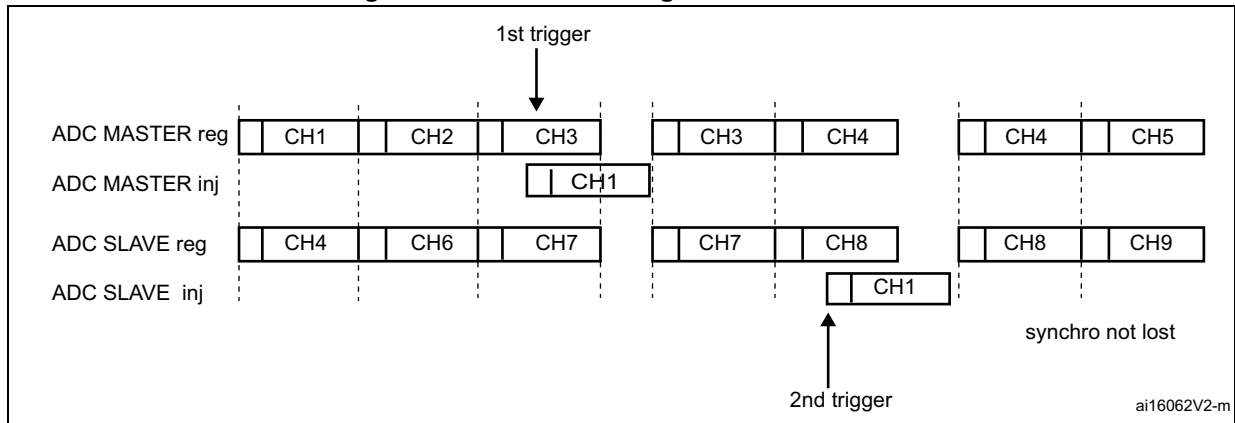 1st trigger
ADC MASTER reg CH1 CH2 CH3 CH3 CH4 CH4 CH5
ADC MASTER inj CH1
ADC SLAVE reg CH4 CH6 CH7 CH7 CH8 CH8 CH9
ADC SLAVE inj CH1
synchro not lost
2nd trigger
ai16062V2-m